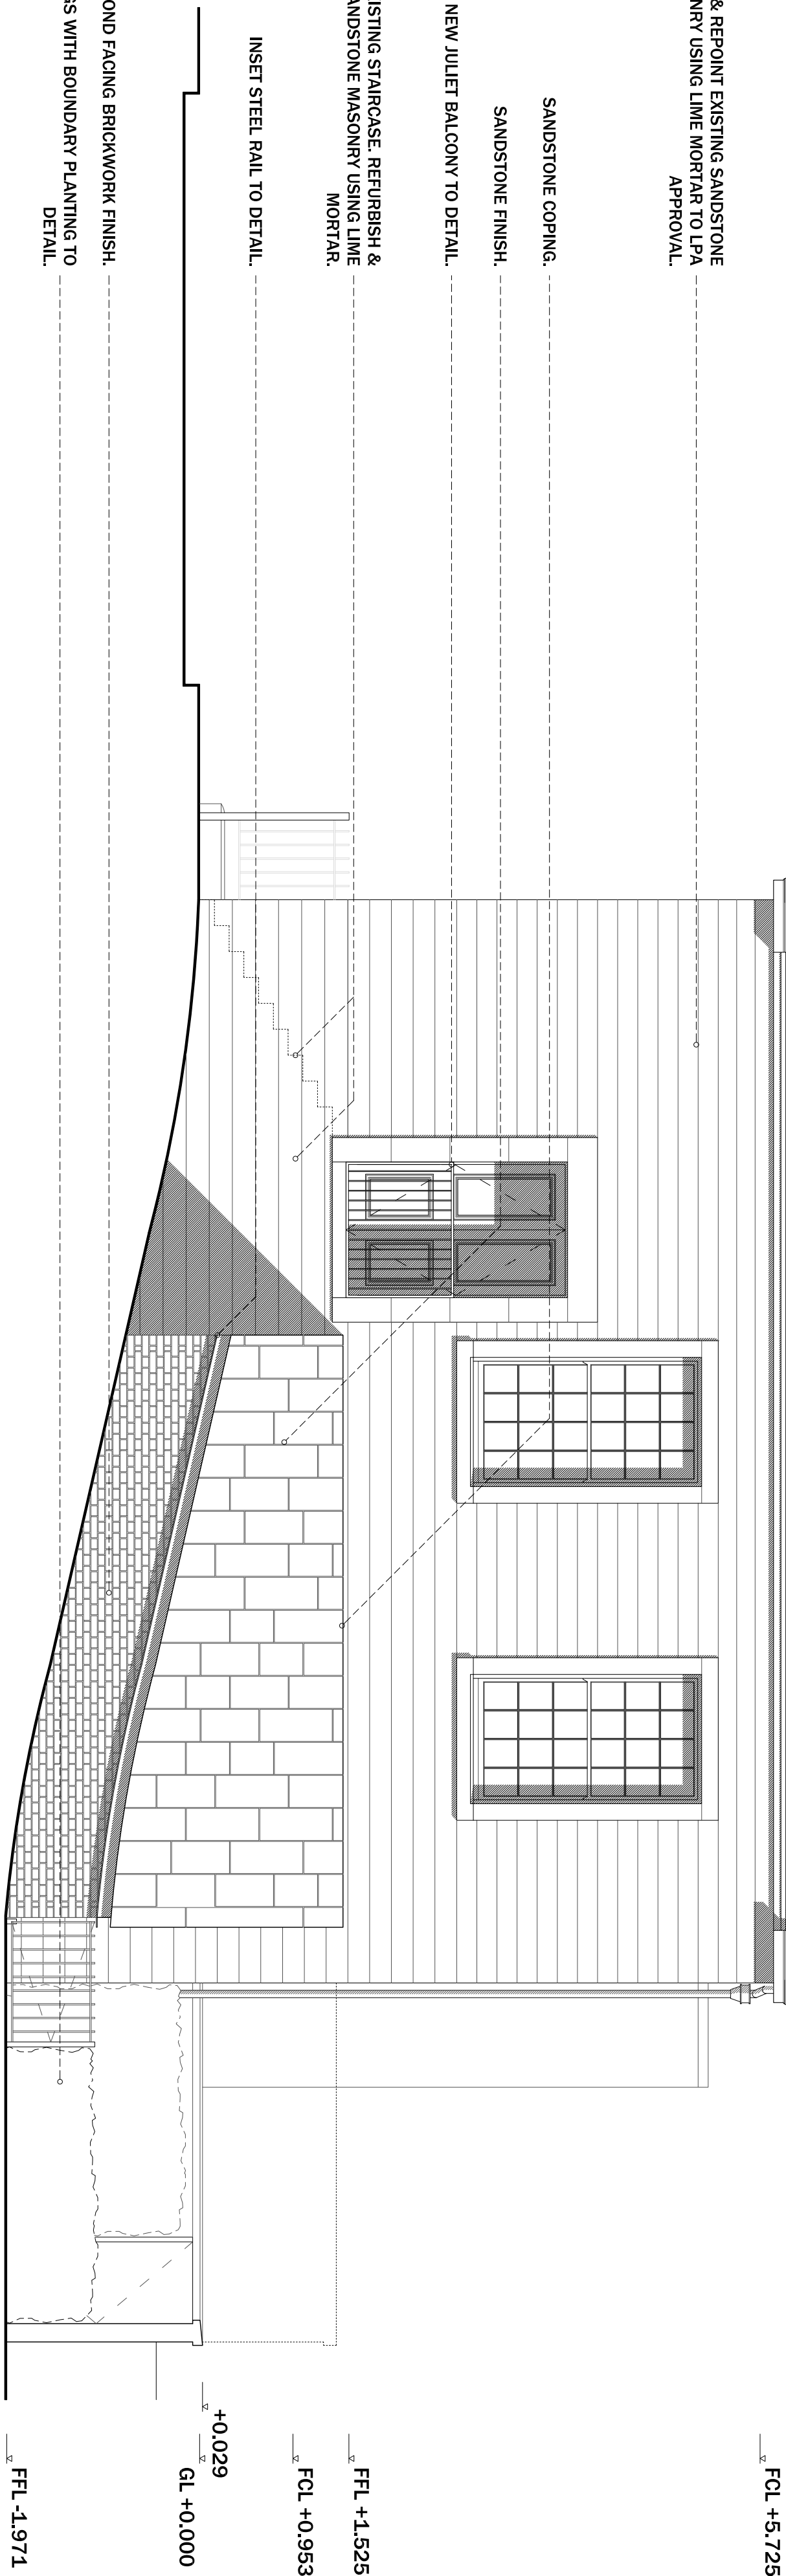 & REPOINT EXISTING SANDSTONE
NRY USING LIME MORTAR TO LPA
APPROVAL.
SANDSTONE COPING.
SANDSTONE FINISH.
NEW JULIET BALCONY TO DETAIL.
ISTING STAIRCASE. REFURBISH &
ANDSTONE MASONRY USING LIME
MORTAR.
INSET STEEL RAIL TO DETAIL.
OND FACING BRICKWORK FINISH.
GS WITH BOUNDARY PLANTING TO
DETAIL.
FCL +5.725
FFL +1.525
FCL +0.953
+0.029
GL +0.000
FFL -1.971